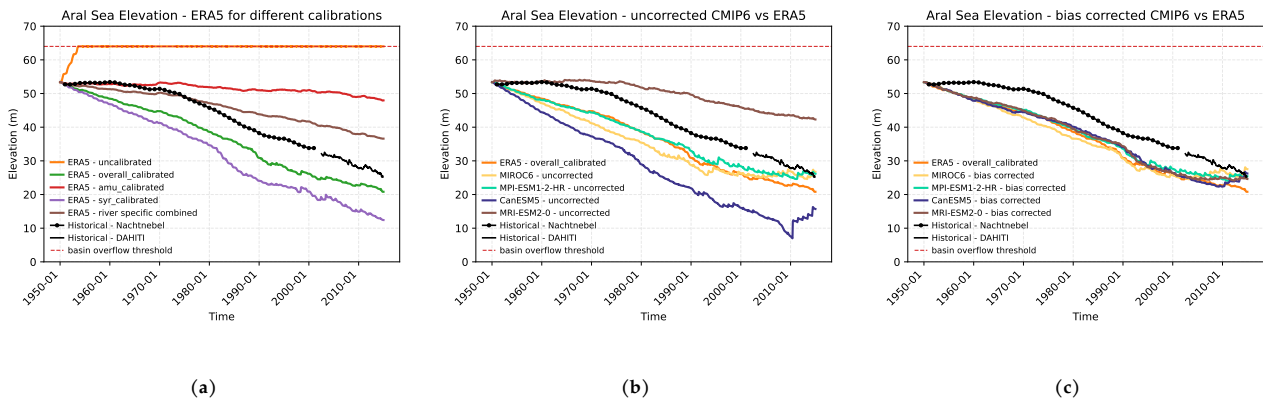 Aral Sea Elevation - ERA5 for different calibrations
70
60
50
40
30
20
10
0
Elevation (m)
ERA5 - uncalibrated
ERA5 - overall_calibrated
ERA5 - amu_calibrated
ERA5 - syr_calibrated
ERA5 - river specific combined
Historical - Nachtnebel
Historical - DAHITI
basin overflow threshold
1950-01
1960-01
1970-01
1980-01
1990-01
2000-01
2010-01
Time
(a)
Aral Sea Elevation - uncorrected CMIP6 vs ERA5
70
60
50
40
30
20
10
0
Elevation (m)
ERA5 - overall_calibrated
MIROC6 - uncorrected
MPI-ESM1-2-HR - uncorrected
CanESM5 - uncorrected
MRI-ESM2-0 - uncorrected
Historical - Nachtnebel
Historical - DAHITI
basin overflow threshold
1950-01
1960-01
1970-01
1980-01
1990-01
2000-01
2010-01
Time
(b)
Aral Sea Elevation - bias corrected CMIP6 vs ERA5
70
60
50
40
30
20
10
0
Elevation (m)
ERA5 - overall_calibrated
MIROC6 - bias corrected
MPI-ESM1-2-HR - bias corrected
CanESM5 - bias corrected
MRI-ESM2-0 - bias corrected
Historical - Nachtnebel
Historical - DAHITI
basin overflow threshold
1950-01
1960-01
1970-01
1980-01
1990-01
2000-01
2010-01
Time
(c)